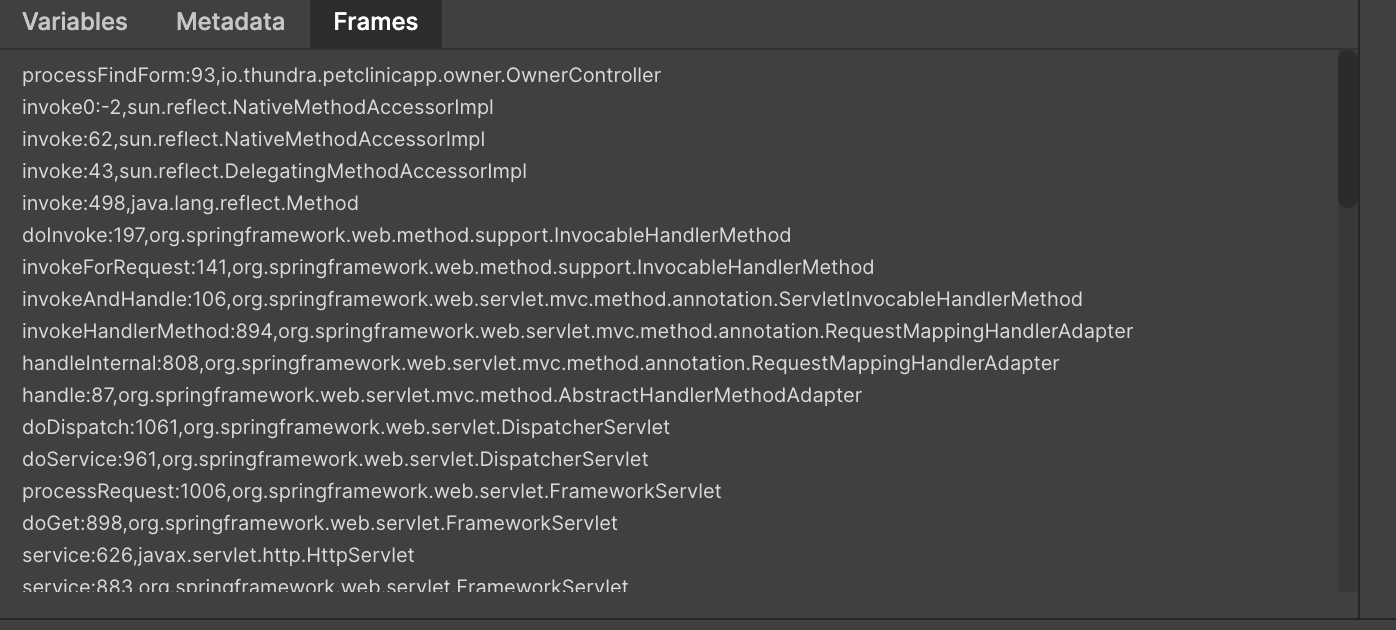 Variables Metadata Frames
processFindForm:93,io.thundra.petclinicapp.owner.OwnerController
invoke0:-2,sun.reflect.NativeMethodAccessorImpl
invoke:62,sun.reflect.NativeMethodAccessorImpl
invoke:43,sun.reflect.DelegatingMethodAccessorImpl
invoke:498,java.lang.reflect.Method
doInvoke:197,org.springframework.web.method.support.InvocableHandlerMethod
invokeForRequest:141,org.springframework.web.method.support.InvocableHandlerMethod
invokeAndHandle:106,org.springframework.web.servlet.mvc.method.annotation.ServletInvocableHandlerMethod
invokeHandlerMethod:894,org.springframework.web.servlet.mvc.method.annotation.RequestMappingHandlerAdapter
handleInternal:808,org.springframework.web.servlet.mvc.method.annotation.RequestMappingHandlerAdapter
handle:87,org.springframework.web.servlet.mvc.method.AbstractHandlerMethodAdapter
doDispatch:1061,org.springframework.web.servlet.DispatcherServlet
doService:961,org.springframework.web.servlet.DispatcherServlet
processRequest:1006,org.springframework.web.servlet.FrameworkServlet
doGet:898,org.springframework.web.servlet.FrameworkServlet
service:626,javax.servlet.http.HttpServlet
service:883,org.springframework.web.servlet.FrameworkServlet